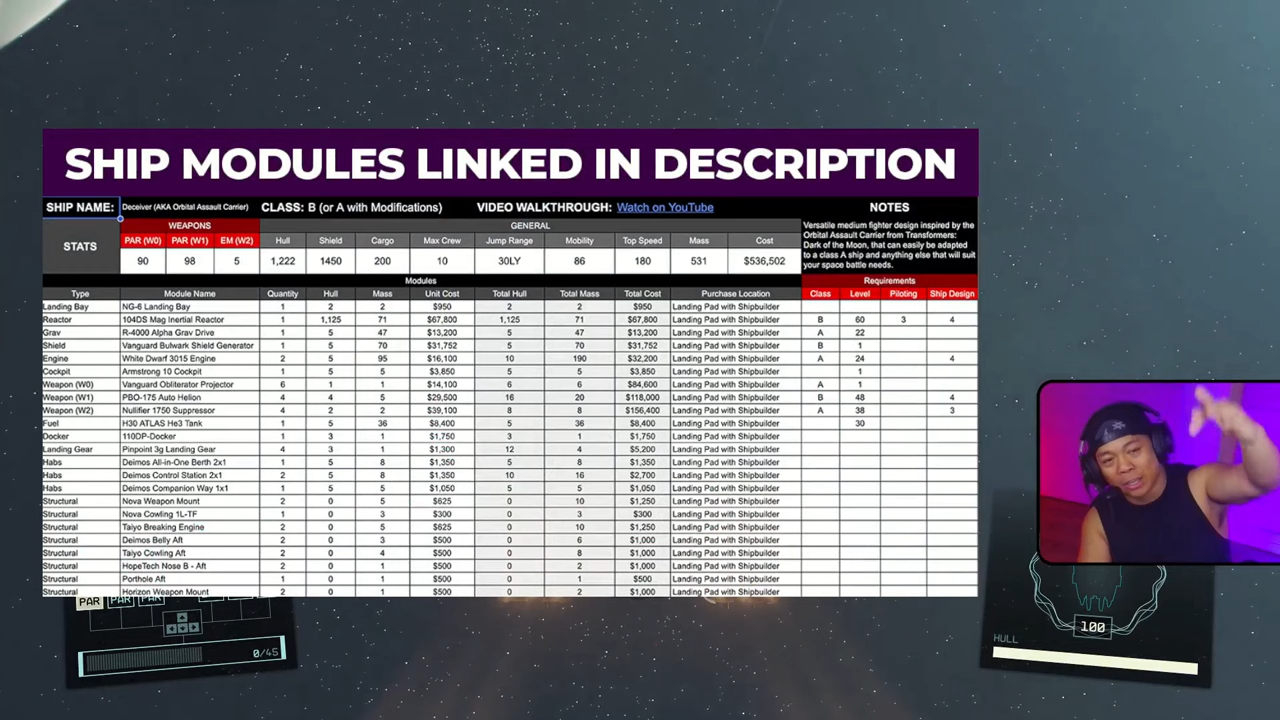 SHIP MODULES LINKED IN DESCRIPTION
SHIP NAME: Deceiver (AKA Orbital Assault Carrier) CLASS: B (or A with Modifications) VIDEO WALKTHROUGH: Watch on YouTube NOTES
STATS WEAPONS GENERAL
PAR (W0) PAR (W1) EM (W2) Hull Shield Cargo Max Crew Jump Range Mobility Top Speed Mass Cost
90 98 5 1,222 1450 200 10 30LY 86 180 531 $536,502
Versatile medium fighter design inspired by the
Orbital Assault Carrier from Transformers:
Dark of the Moon, that can easily be adapted
to a class A ship and anything else that will suit
your space battle needs.
Modules Requirements
Type Module Name Quantity Hull Mass Unit Cost Total Hull Total Mass Total Cost Purchase Location Class Level Piloting Ship Design
Landing Bay NG-6 Landing Bay 1 2 2 $950 2 2 $950 Landing Pad with Shipbuilder
Reactor 104DS Mag Inertial Reactor 1 1,125 71 $67,800 1,125 71 $67,800 Landing Pad with Shipbuilder B 60 3 4
Grav R-4000 Alpha Grav Drive 1 5 47 $13,200 5 47 $13,200 Landing Pad with Shipbuilder A 22
Shield Vanguard Bulwark Shield Generator 1 5 70 $31,752 5 70 $31,752 Landing Pad with Shipbuilder B 1
Engine White Dwarf 3015 Engine 2 5 95 $16,100 10 190 $32,200 Landing Pad with Shipbuilder A 24 4
Cockpit Armstrong 10 Cockpit 1 5 5 $3,850 5 5 $3,850 Landing Pad with Shipbuilder 1
Weapon (W0) Vanguard Obliterator Projector 6 1 1 $14,100 6 6 $84,600 Landing Pad with Shipbuilder A 1
Weapon (W1) PBO-175 Auto Helion 4 4 5 $29,500 16 20 $118,000 Landing Pad with Shipbuilder B 48 4
Weapon (W2) Nullifier 1750 Suppressor 4 2 2 $39,100 8 8 $156,400 Landing Pad with Shipbuilder A 38 3
Fuel H30 ATLAS He3 Tank 1 5 36 $8,400 5 36 $8,400 Landing Pad with Shipbuilder 30
Docker 110DP-Docker 1 3 1 $1,750 3 1 $1,750 Landing Pad with Shipbuilder
Landing Gear Pinpoint 3g Landing Gear 4 3 1 $1,300 12 4 $5,200 Landing Pad with Shipbuilder
Habs Deimos All-in-One Berth 2x1 1 5 8 $1,350 5 8 $1,350 Landing Pad with Shipbuilder
Habs Deimos Control Station 2x1 2 5 8 $1,350 10 16 $2,700 Landing Pad with Shipbuilder
Habs Deimos Companion Way 1x1 1 5 5 $1,050 5 5 $1,050 Landing Pad with Shipbuilder
Structural Nova Weapon Mount 2 0 5 $625 0 10 $1,250 Landing Pad with Shipbuilder
Structural Nova Cowling 1L-TF 1 0 3 $300 0 3 $300 Landing Pad with Shipbuilder
Structural Taiyo Breaking Engine 2 0 5 $625 0 10 $1,250 Landing Pad with Shipbuilder
Structural Deimos Belly Aft 2 0 3 $500 0 6 $1,000 Landing Pad with Shipbuilder
Structural Taiyo Cowling Aft 2 0 4 $500 0 8 $1,000 Landing Pad with Shipbuilder
Structural HopeTech Nose B - Aft 2 0 1 $500 0 2 $1,000 Landing Pad with Shipbuilder
Structural Porthole Aft 1 0 1 $500 0 1 $500 Landing Pad with Shipbuilder
Structural Horizon Weapon Mount 2 0 1 $500 0 2 $1,000 Landing Pad with Shipbuilder
PAR PAR PAR
0/45
100
HULL